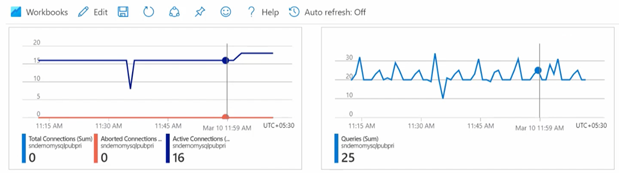 Workbooks Edit ? Help Auto refresh: Off
20
15
10
5
0
11:15 AM 11:30 AM 11:45 AM Mar 10 11:59 AM UTC+05:30
Total Connections (Sum) Aborted Connections ... Active Connections (...
sndemomysqlpubpri sndemomysqlpubpri sndemomysqlpubpri
0 0 16
30
20
10
0
11:15 AM 11:30 AM 11:45 AM Mar 10 11:59 AM UTC+05:30
Queries (Sum)
sndemomysqlpubpri
25